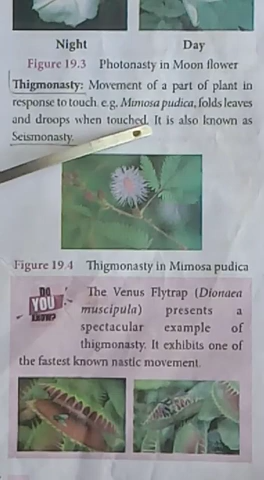 Night Day
Figure 19.3 Photonasty in Moon flower
Thigmonasty: Movement of a part of plant in
response to touch. e.g. Mimosa pudica, folds leaves
and droops when touched. It is also known as
Seismonasty.
Figure 19.4 Thigmonasty in Mimosa pudica
DO
YOU
KNOW?
The Venus Flytrap (Dionaea
muscipula) presents a
spectacular example of
thigmonasty. It exhibits one of
the fastest known nastic movement.